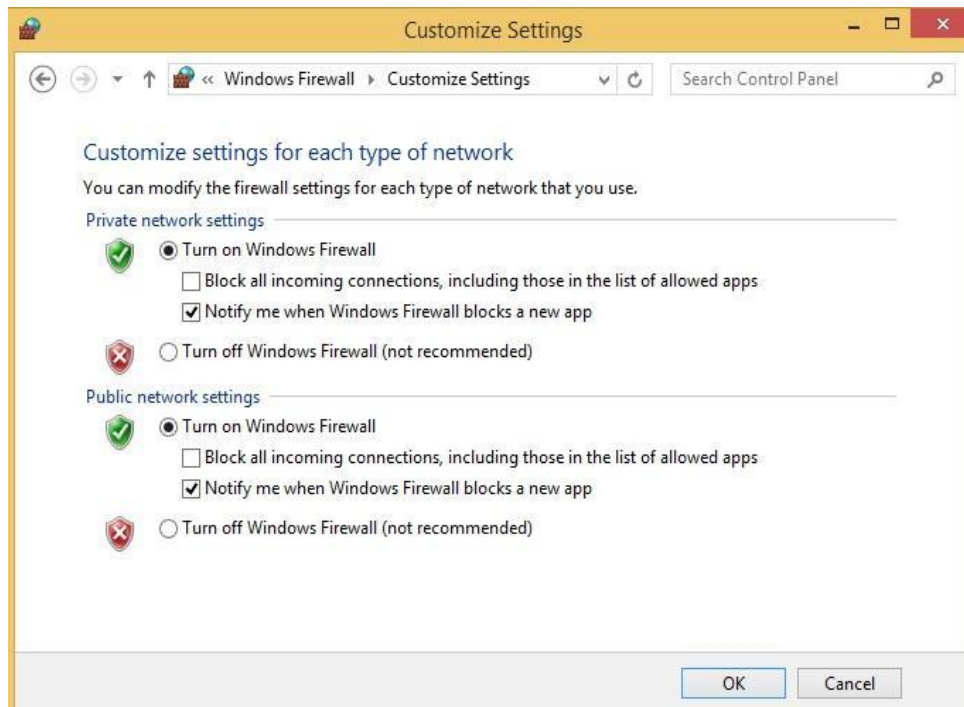 Customize Settings
« Windows Firewall Customize Settings Search Control Panel
Customize settings for each type of network
You can modify the firewall settings for each type of network that you use.
Private network settings
Turn on Windows Firewall
Block all incoming connections, including those in the list of allowed apps
Notify me when Windows Firewall blocks a new app
Turn off Windows Firewall (not recommended)
Public network settings
Turn on Windows Firewall
Block all incoming connections, including those in the list of allowed apps
Notify me when Windows Firewall blocks a new app
Turn off Windows Firewall (not recommended)
OK Cancel